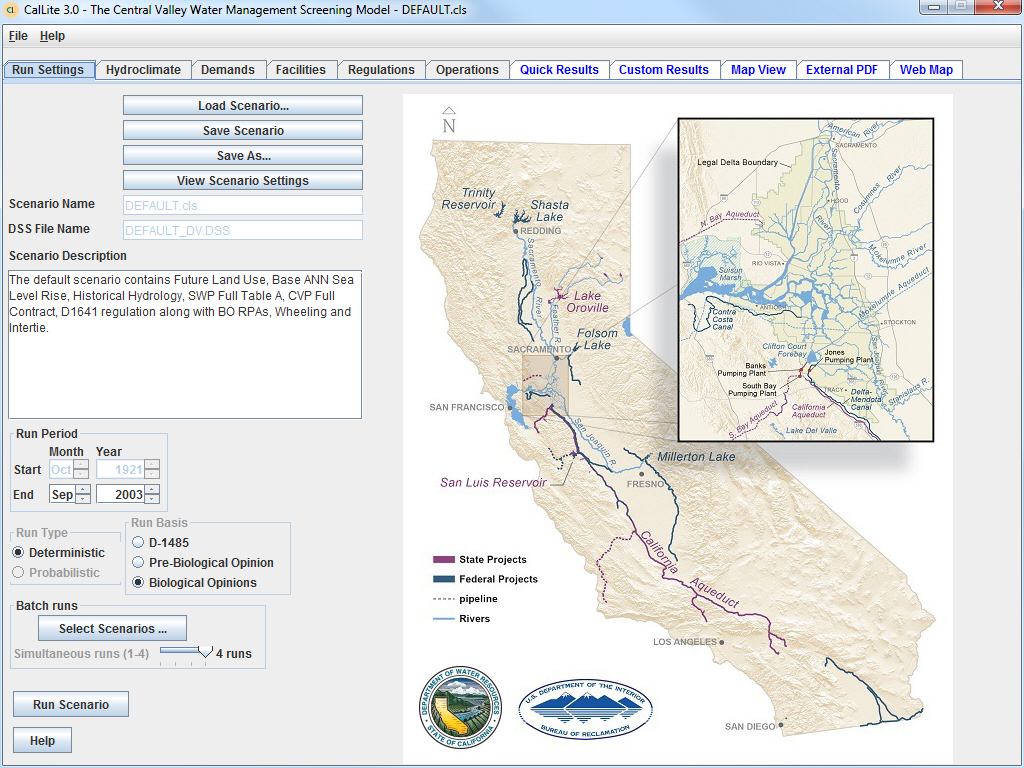 CL CalLite 3.0 - The Central Valley Water Management Screening Model - DEFAULT.cls
File Help
Run Settings Hydroclimate Demands Facilities Regulations Operations Quick Results Custom Results Map View External PDF Web Map
Load Scenario...
Save Scenario
Save As...
View Scenario Settings
Scenario Name DEFAULT.cls
DSS File Name DEFAULT_DV.DSS
Scenario Description
The default scenario contains Future Land Use, Base ANN Sea
Level Rise, Historical Hydrology, SWP Full Table A, CVP Full
Contract, D1641 regulation along with BO RPAs, Wheeling and
Intertie.
Run Period
Month Year
Start Oct 1921
End Sep 2003
Run Type
Deterministic
Probabilistic
Run Basis
D-1485
Pre-Biological Opinion
Biological Opinions
Batch runs
Select Scenarios ...
Simultaneous runs (1-4) 4 runs
Run Scenario
Help
N
Trinity
Reservoir
Shasta
Lake
REDDING
Sacramento
River
Feather R.
Lake
Oroville
Folsom
Lake
SACRAMENTO
SAN FRANCISCO
San Joaquin R.
Millerton Lake
San Luis Reservoir
FRESNO
California
Aqueduct
LOS ANGELES
SAN DIEGO
State Projects
Federal Projects
pipeline
Rivers
DEPARTMENT OF WATER RESOURCES
STATE OF CALIFORNIA
U.S. DEPARTMENT OF THE INTERIOR
BUREAU OF RECLAMATION
American River
SACRAMENTO
Legal Delta Boundary
Sacramento
River
HOOD
Cosumnes River
N. Bay Aqueduct
RIO VISTA
Mokelumne River
Suisun
Marsh
Mokelumne Aqueduct
ANTIOCH
Contra
Costa
Canal
STOCKTON
San Joaquin River
Clifton Court
Forebay
Jones
Pumping Plant
Banks
Pumping Plant
South Bay
Pumping Plant
TRACY
Delta-
Mendota
Canal
Stanislaus R.
California
Aqueduct
S. Bay Aqueduct
Lake Del Valle